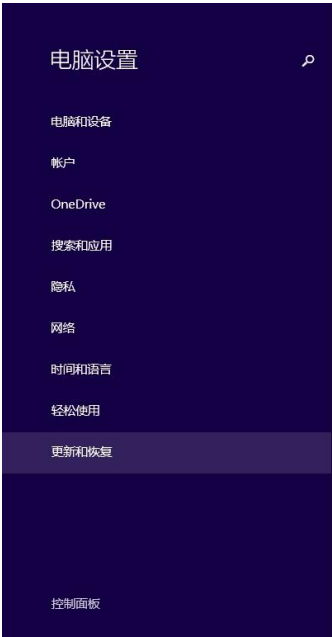 电脑设置
电脑和设备
帐户
OneDrive
搜索和应用
隐私
网络
时间和语言
轻松使用
更新和恢复
控制面板